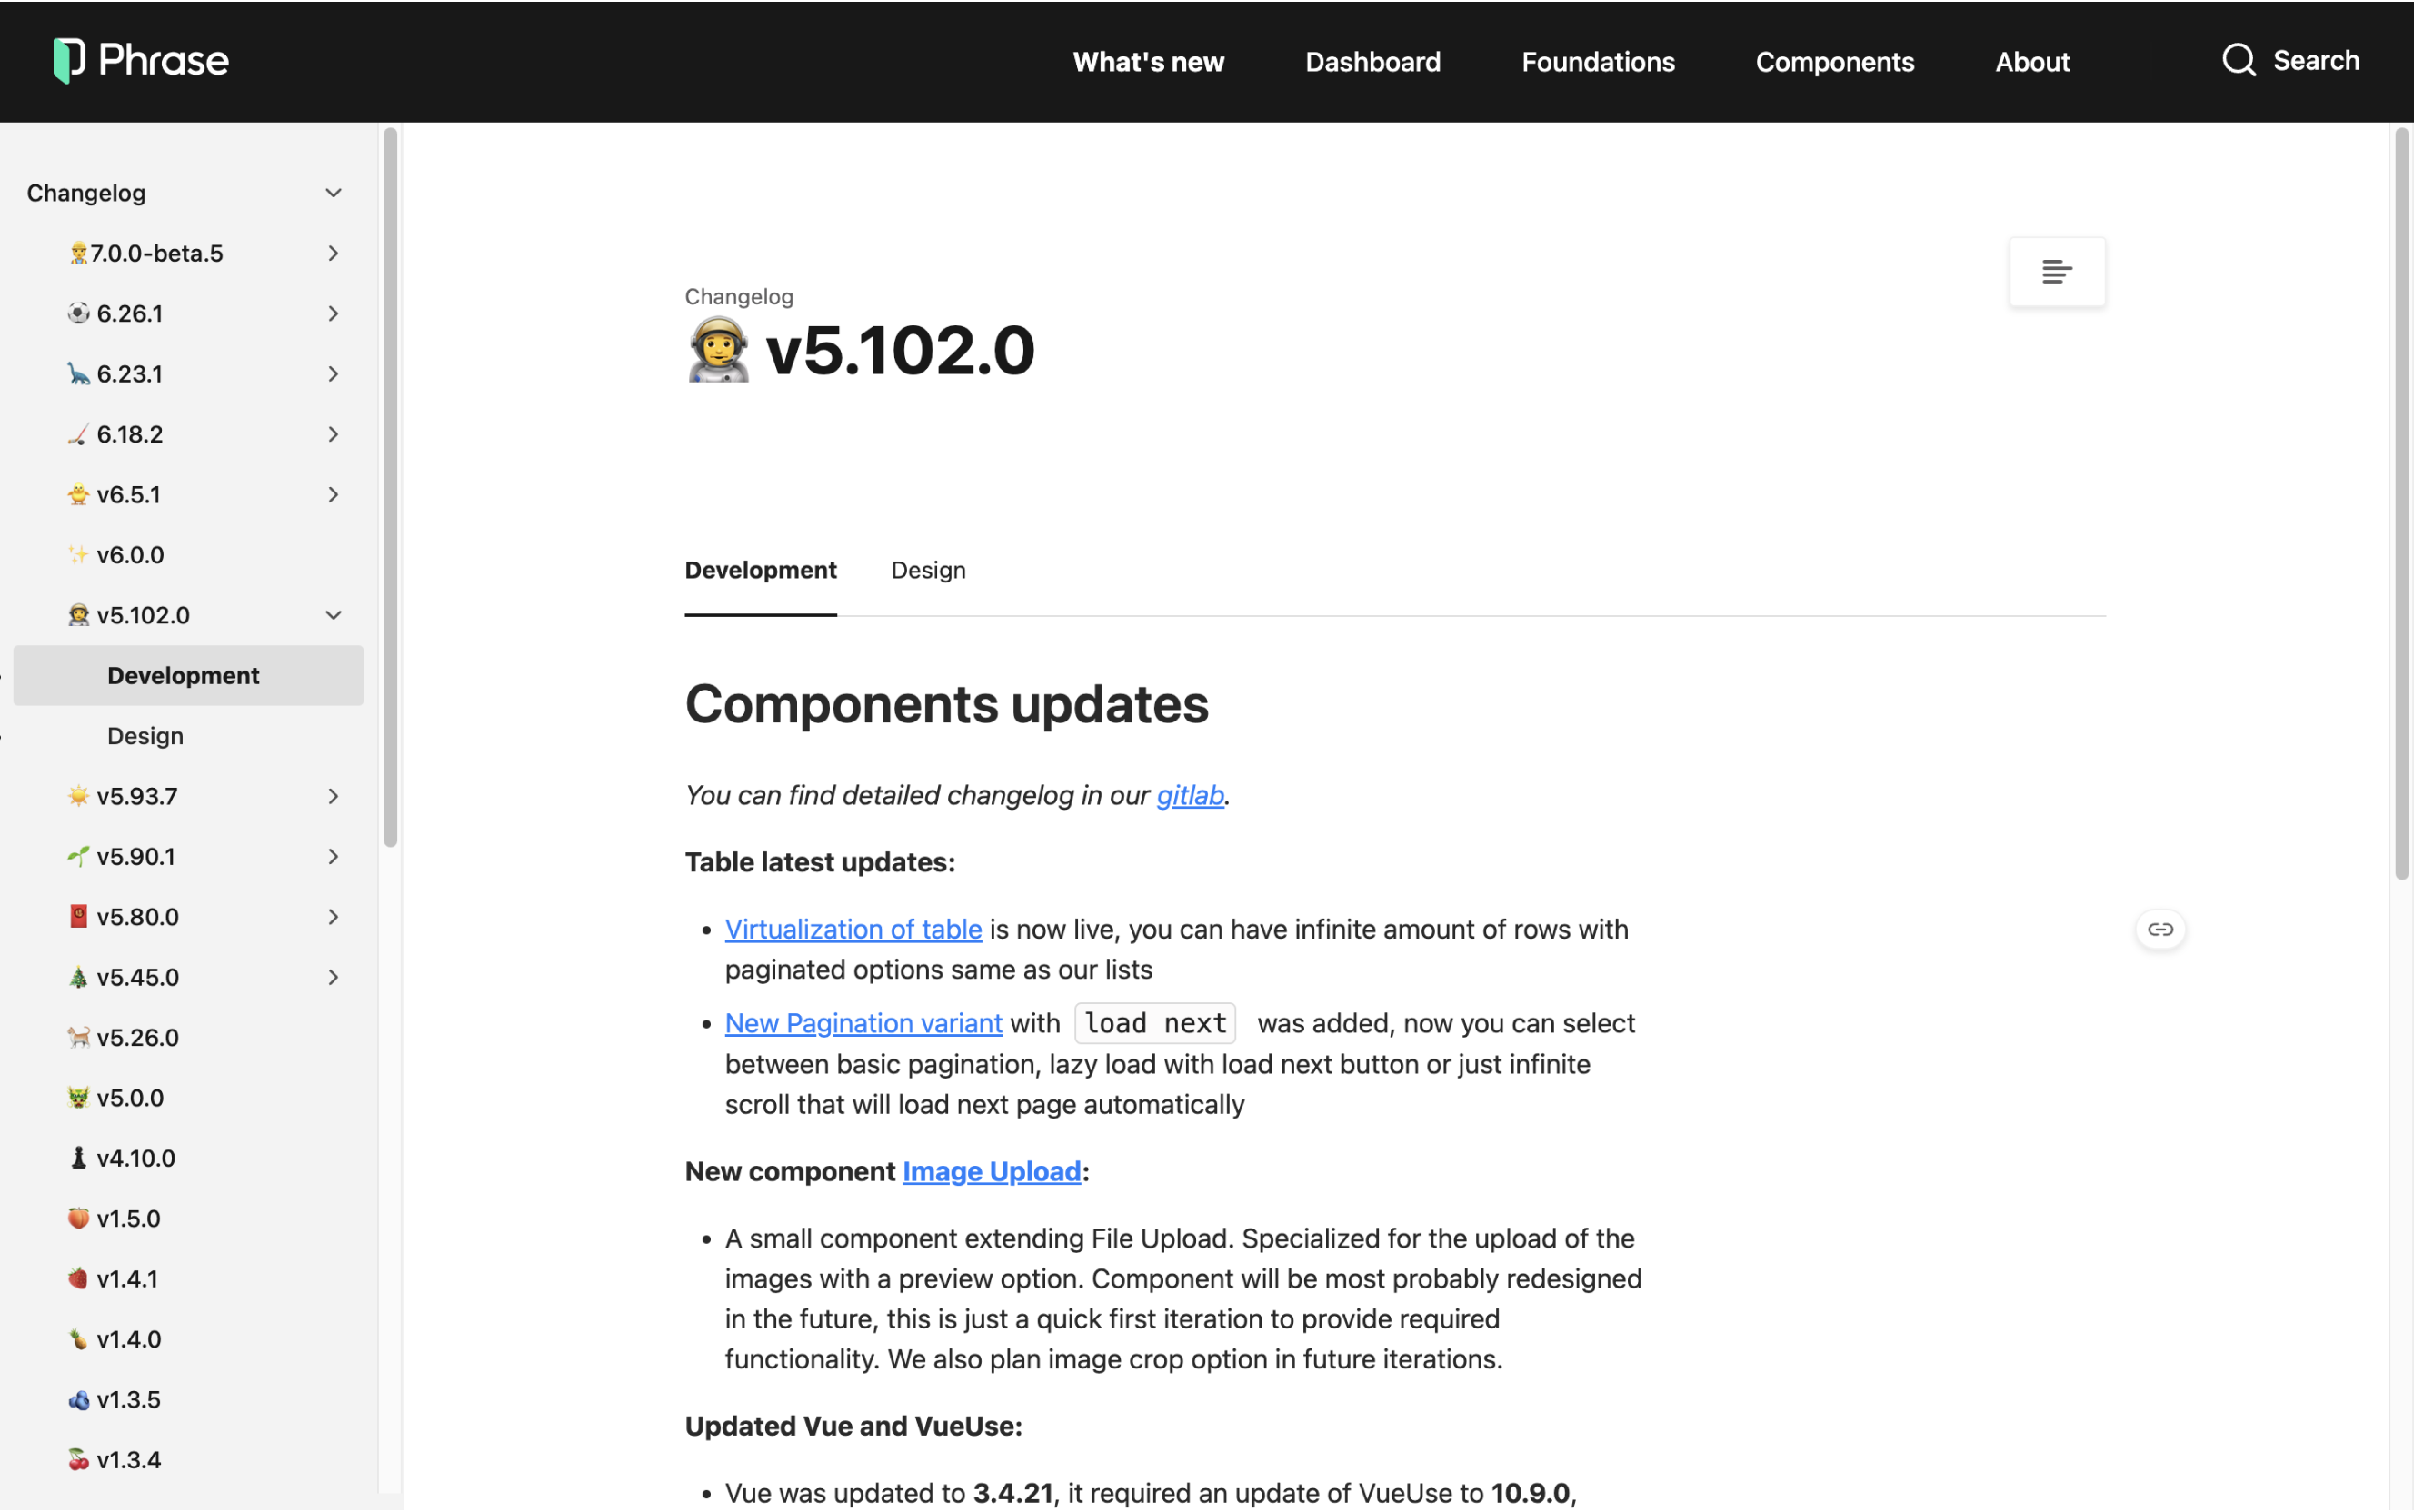 Phrase
What's new
Dashboard
Foundations
Components
About
Search
Changelog
7.0.0-beta.5
6.26.1
6.23.1
6.18.2
v6.5.1
v6.0.0
v5.102.0
Development
Design
v5.93.7
v5.90.1
v5.80.0
v5.45.0
v5.26.0
v5.0.0
v4.10.0
v1.5.0
v1.4.1
v1.4.0
v1.3.5
v1.3.4
Changelog
v5.102.0
Development
Design
Components updates
You can find detailed changelog in our gitlab.
Table latest updates:
• Virtualization of table is now live, you can have infinite amount of rows with
paginated options same as our lists
• New Pagination variant with load next was added, now you can select
between basic pagination, lazy load with load next button or just infinite
scroll that will load next page automatically
New component Image Upload:
• A small component extending File Upload. Specialized for the upload of the
images with a preview option. Component will be most probably redesigned
in the future, this is just a quick first iteration to provide required
functionality. We also plan image crop option in future iterations.
Updated Vue and VueUse:
• Vue was updated to 3.4.21, it required an update of VueUse to 10.9.0,